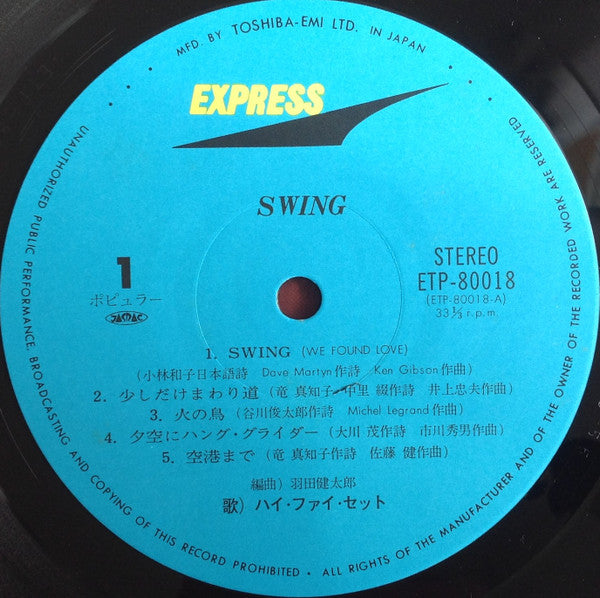 MFD. BY TOSHIBA-EMI LTD. IN JAPAN
EXPRESS
SWING
1
ポピュラー
JASRAC
STEREO
ETP-80018
(ETP-80018-A)
33⅓ r.p.m.
1. SWING (WE FOUND LOVE)
(小林和子日本語詩 Dave Martyn作詩 Ken Gibson作曲)
2. 少しだけまわり道 (竜 真知子・中里 綴作詩 井上忠夫作曲)
3. 火の鳥 (谷川俊太郎作詩 Michel Legrand作曲)
4. 夕空にハング・グライダー (大川 茂作詩 市川秀男作曲)
5. 空港まで (竜 真知子作詩 佐藤 健作曲)
編曲) 羽田健太郎
歌) ハイ・ファイ・セット
UNAUTHORIZED PUBLIC PERFORMANCE, BROADCASTING AND COPYING OF THIS RECORD PROHIBITED • ALL RIGHTS OF THE MANUFACTURER AND OF THE OWNER OF THE RECORDED WORK ARE RESERVED